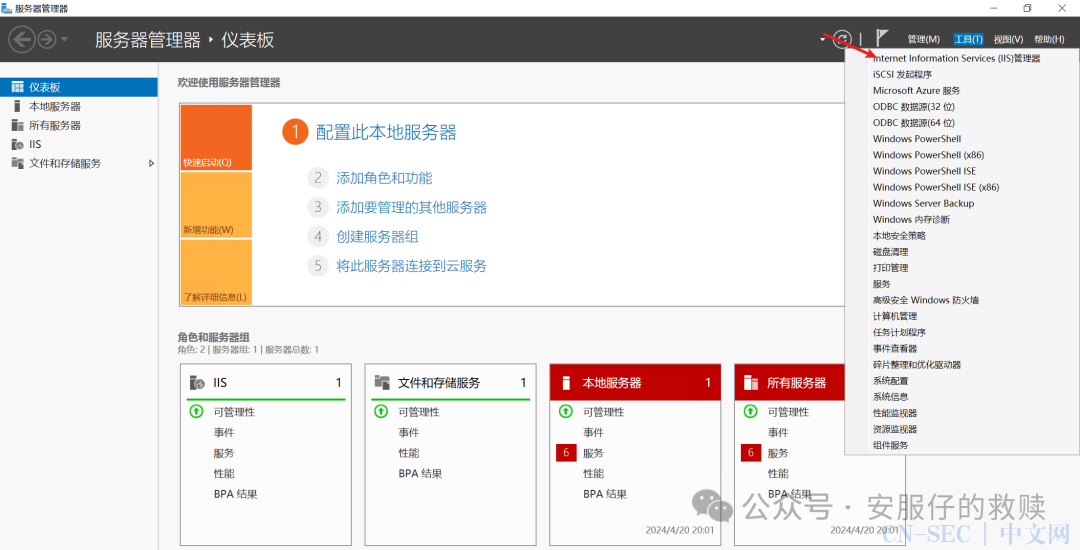 服务器管理器
服务器管理器 · 仪表板
管理(M) 工具(T) 视图(V) 帮助(H)
仪表板
本地服务器
所有服务器
IIS
文件和存储服务
欢迎使用服务器管理器
快速启动(Q)
新增功能(W)
了解详细信息(L)
1 配置此本地服务器
2 添加角色和功能
3 添加要管理的其他服务器
4 创建服务器组
5 将此服务器连接到云服务
Internet Information Services (IIS)管理器
iSCSI 发起程序
Microsoft Azure 服务
ODBC 数据源(32 位)
ODBC 数据源(64 位)
Windows PowerShell
Windows PowerShell (x86)
Windows PowerShell ISE
Windows PowerShell ISE (x86)
Windows Server Backup
Windows 内存诊断
本地安全策略
磁盘清理
打印管理
服务
高级安全 Windows 防火墙
计算机管理
任务计划程序
事件查看器
碎片整理和优化驱动器
系统配置
系统信息
性能监视器
资源监视器
组件服务
角色和服务器组
角色: 2 | 服务器组: 1 | 服务器总数: 1
IIS 1
可管理性
事件
服务
性能
BPA 结果
文件和存储服务 1
可管理性
事件
服务
性能
BPA 结果
本地服务器 1
可管理性
事件
6 服务
性能
BPA 结果
2024/4/20 20:01
所有服务器
可管理性
事件
6 服务
性能
BPA 结果
2024/4/20 20:01
公众号 · 安服仔的救赎
CN-SEC | 中文网